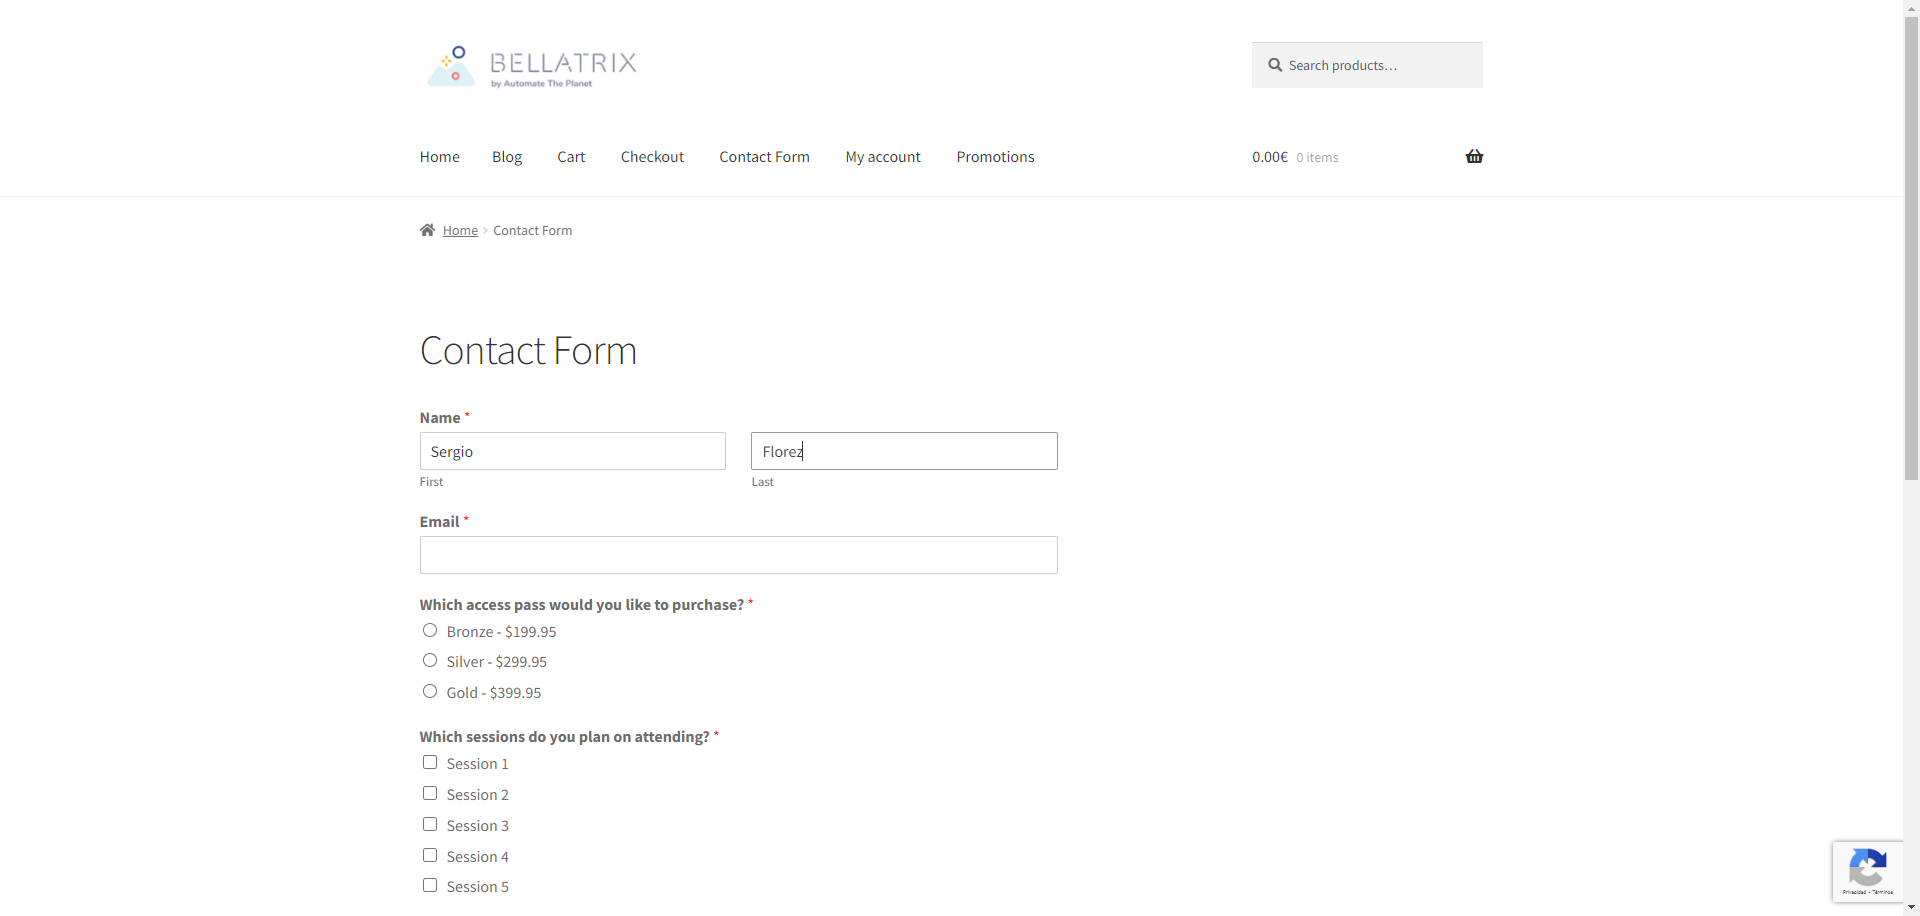 BELLATRIX
by Automate The Planet
Search products…
Home Blog Cart Checkout Contact Form My account Promotions
0.00€ 0 items
Home Contact Form
Contact Form
Name *
Sergio Florez
First Last
Email *
Which access pass would you like to purchase? *
Bronze - $199.95
Silver - $299.95
Gold - $399.95
Which sessions do you plan on attending? *
Session 1
Session 2
Session 3
Session 4
Session 5
Privacidad - Términos